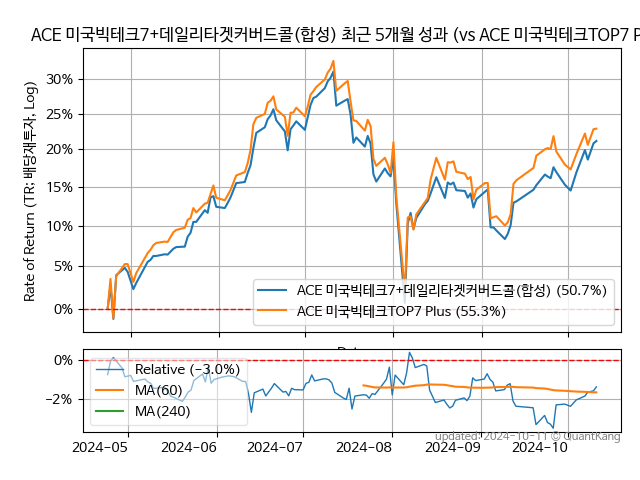 ACE 미국빅테크7+데일리타겟커버드콜(합성) 최근 5개월 성과 (vs ACE 미국빅테크TOP7 P
Rate of Return (TR: 배당재투자, Log)
30%
25%
20%
15%
10%
5%
0%
ACE 미국빅테크7+데일리타겟커버드콜(합성) (50.7%)
ACE 미국빅테크TOP7 Plus (55.3%)
0%
−2%
Relative (−3.0%)
MA(60)
MA(240)
2024−05
2024−06
2024−07
2024−08
2024−09
2024−10
updated: 2024−10−11 © QuantKang